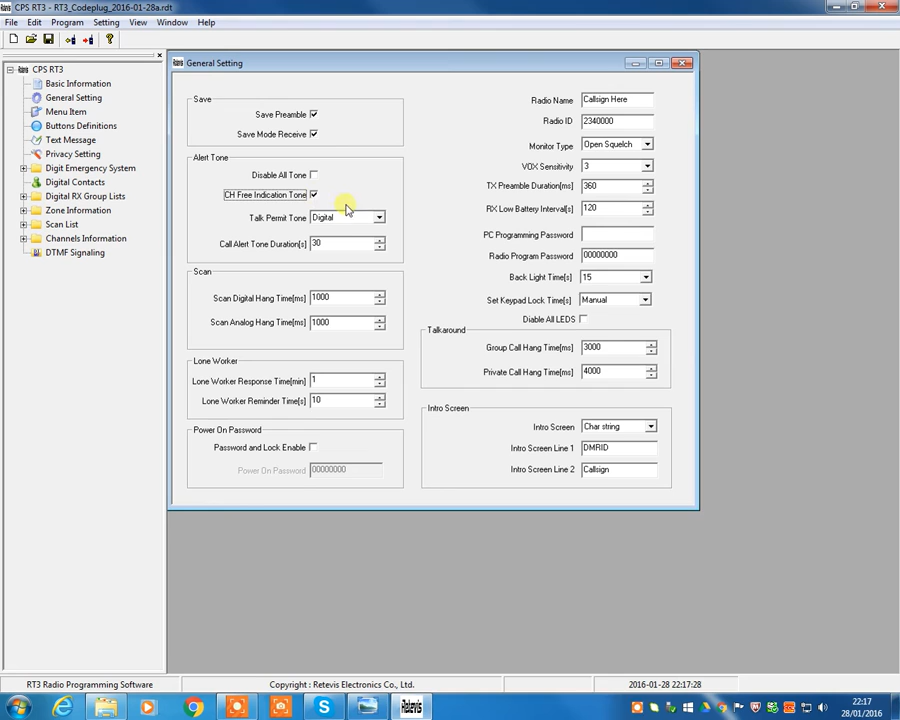 CPS RT3 - RT3_Codeplug_2016-01-28a.rdt
File Edit Program Setting View Window Help
CPS RT3
Basic Information
General Setting
Menu Item
Buttons Definitions
Text Message
Privacy Setting
Digit Emergency System
Digital Contacts
Digital RX Group Lists
Zone Information
Scan List
Channels Information
DTMF Signaling
General Setting
Save
Save Preamble
Save Mode Receive
Alert Tone
Disable All Tone
CH Free Indication Tone
Talk Permit Tone Digital
Call Alert Tone Duration[s] 30
Scan
Scan Digital Hang Time[ms] 1000
Scan Analog Hang Time[ms] 1000
Lone Worker
Lone Worker Response Time[min] 1
Lone Worker Reminder Time[s] 10
Power On Password
Password and Lock Enable
Power On Password 00000000
Radio Name Callsign Here
Radio ID 2340000
Monitor Type Open Squelch
VOX Sensitivity 3
TX Preamble Duration[ms] 360
RX Low Battery Interval[s] 120
PC Programming Password
Radio Program Password 00000000
Back Light Time[s] 15
Set Keypad Lock Time[s] Manual
Diable All LEDS
Talkaround
Group Call Hang Time[ms] 3000
Private Call Hang Time[ms] 4000
Intro Screen
Intro Screen Char string
Intro Screen Line 1 DMRID
Intro Screen Line 2 Callsign
RT3 Radio Programming Software
Copyright : Retevis Electronics Co., Ltd.
2016-01-28 22:17:28
Retevis
22:17
28/01/2016